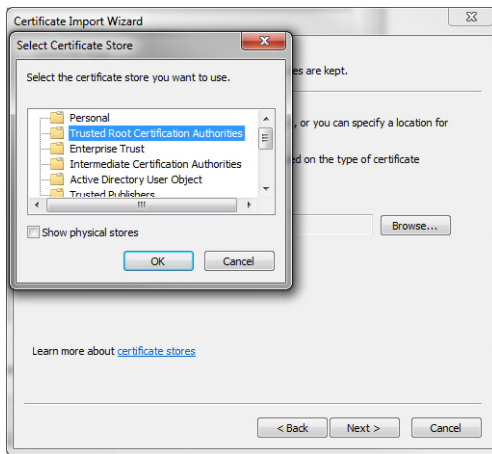 Certificate Import Wizard
Select Certificate Store
Select the certificate store you want to use.
Personal
Trusted Root Certification Authorities
Enterprise Trust
Intermediate Certification Authorities
Active Directory User Object
Trusted Publishers
Show physical stores
OK
Cancel
es are kept.
, or you can specify a location for
ed on the type of certificate
Browse...
Learn more about certificate stores
< Back
Next >
Cancel